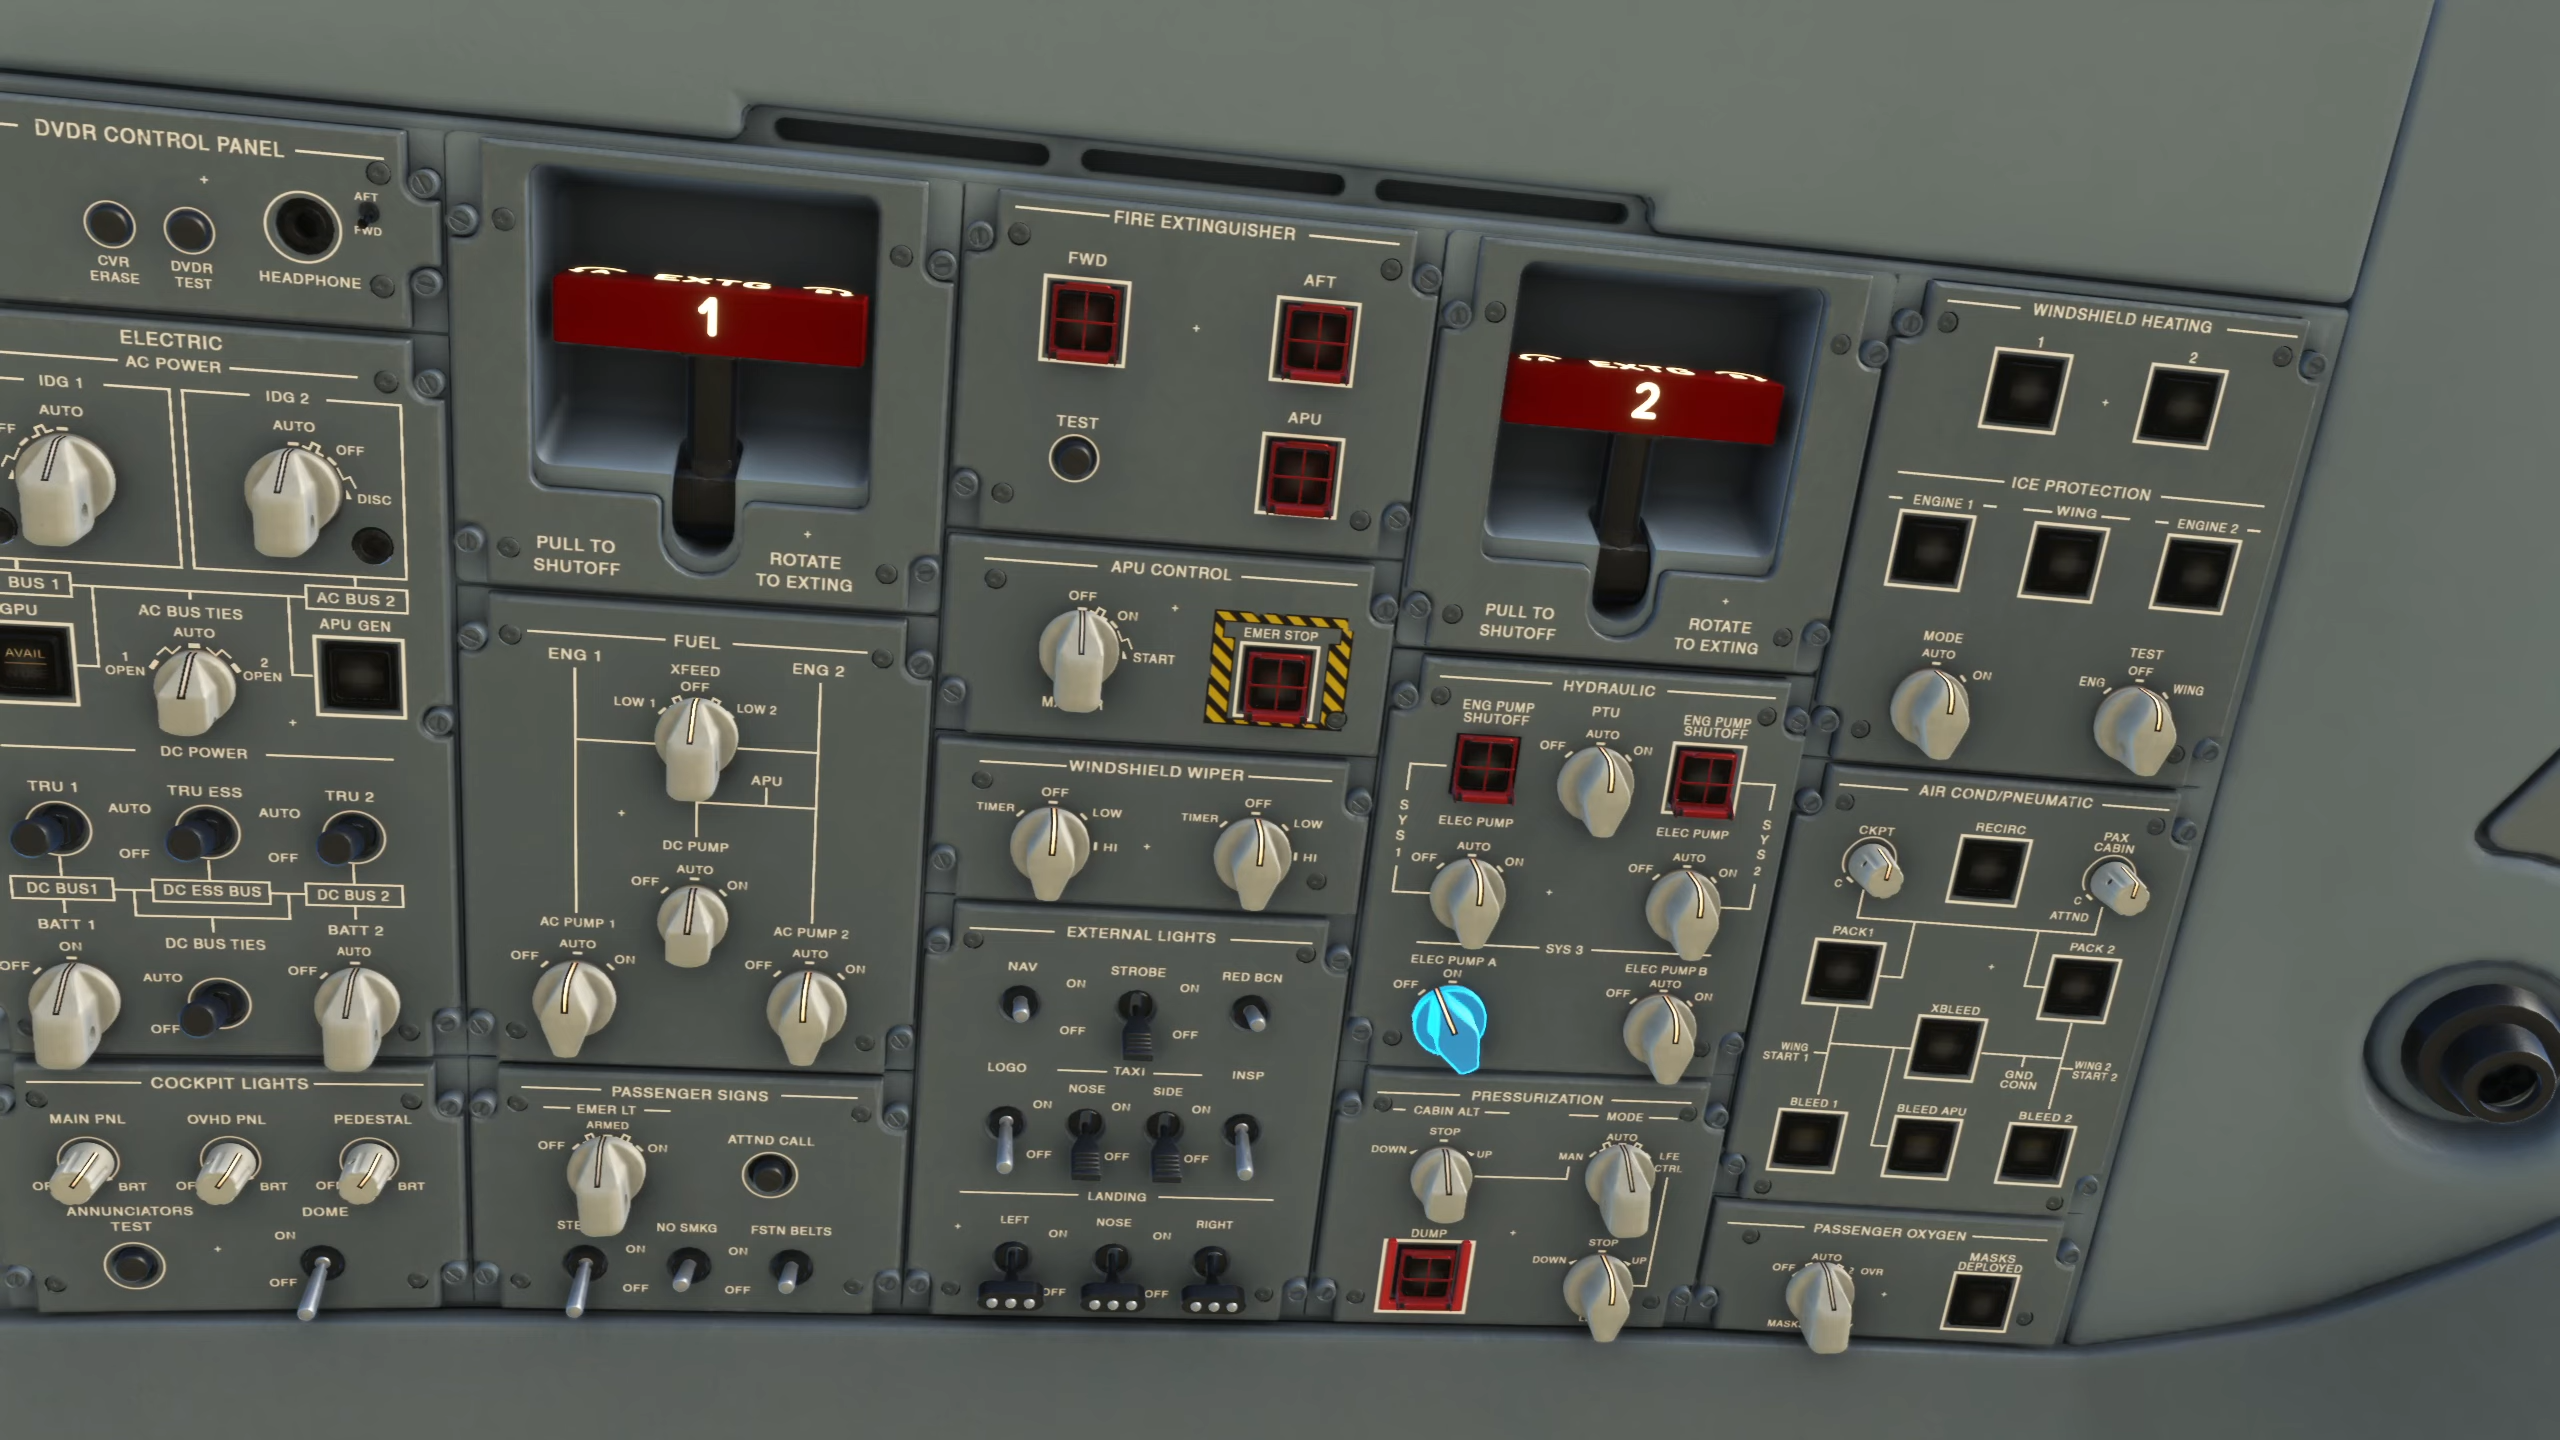 DVDR CONTROL PANEL
AFT
FWD
CVR
ERASE
DVDR
TEST
HEADPHONE
ELECTRIC
AC POWER
IDG 1
AUTO
IDG 2
AUTO
OFF
DISC
BUS 1
AC BUS 2
GPU
AVAIL
AC BUS TIES
AUTO
1
OPEN
2
OPEN
APU GEN
DC POWER
TRU 1
TRU ESS
TRU 2
AUTO
AUTO
OFF
OFF
DC BUS1
DC ESS BUS
DC BUS 2
BATT 1
ON
OFF
DC BUS TIES
AUTO
OFF
BATT 2
AUTO
OFF
COCKPIT LIGHTS
MAIN PNL
OVHD PNL
PEDESTAL
BRT
BRT
BRT
ANNUNCIATORS
TEST
DOME
ON
OFF
EXTG
1
PULL TO
SHUTOFF
ROTATE
TO EXTING
FUEL
ENG 1
XFEED
OFF
LOW 1
LOW 2
ENG 2
APU
DC PUMP
AUTO
OFF
ON
AC PUMP 1
AUTO
OFF
ON
AC PUMP 2
AUTO
OFF
ON
PASSENGER SIGNS
EMER LT
ARMED
OFF
ON
ATTND CALL
NO SMKG
FSTN BELTS
ON
OFF
ON
OFF
FIRE EXTINGUISHER
FWD
AFT
TEST
APU
APU CONTROL
OFF
ON
START
EMER STOP
WINDSHIELD WIPER
TIMER
OFF
LOW
HI
TIMER
OFF
LOW
HI
EXTERNAL LIGHTS
NAV
STROBE
RED BCN
ON
OFF
ON
OFF
LOGO
TAXI
NOSE
SIDE
INSP
ON
OFF
ON
OFF
ON
OFF
LANDING
LEFT
NOSE
RIGHT
ON
OFF
ON
OFF
EXTG
2
PULL TO
SHUTOFF
ROTATE
TO EXTING
HYDRAULIC
ENG PUMP
SHUTOFF
PTU
AUTO
OFF
ON
ENG PUMP
SHUTOFF
SYS 1
SYS 2
ELEC PUMP
AUTO
OFF
ON
ELEC PUMP
AUTO
OFF
ON
SYS 3
ELEC PUMP A
ON
OFF
ELEC PUMP B
AUTO
OFF
ON
PRESSURIZATION
CABIN ALT
STOP
DOWN
UP
MODE
AUTO
MAN
LFE
CTRL
DUMP
STOP
DOWN
UP
WINDSHIELD HEATING
1
2
ICE PROTECTION
ENGINE 1
WING
ENGINE 2
MODE
AUTO
ON
TEST
OFF
ENG
WING
AIR COND/PNEUMATIC
CKPT
C
RECIRC
PAX
CABIN
C
ATTND
PACK1
PACK 2
XBLEED
WING
START 1
GND
CONN
WING 2
START 2
BLEED 1
BLEED APU
BLEED 2
PASSENGER OXYGEN
AUTO
OFF
OVR
MASKS
DEPLOYED